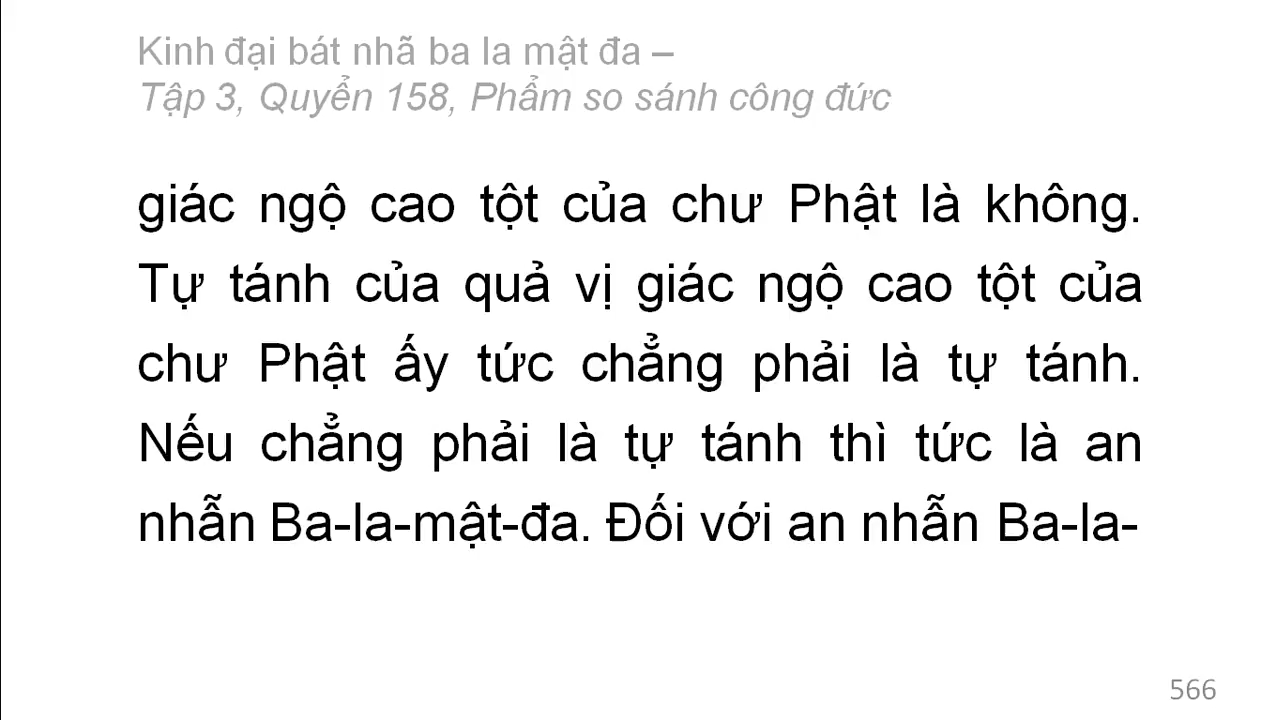 Kinh đại bát nhã ba la mật đa –
Tập 3, Quyển 158, Phẩm so sánh công đức
giác ngộ cao tột của chư Phật là không.
Tự tánh của quả vị giác ngộ cao tột của
chư Phật ấy tức chẳng phải là tự tánh.
Nếu chẳng phải là tự tánh thì tức là an
nhẫn Ba-la-mật-đa. Đối với an nhẫn Ba-la-
566